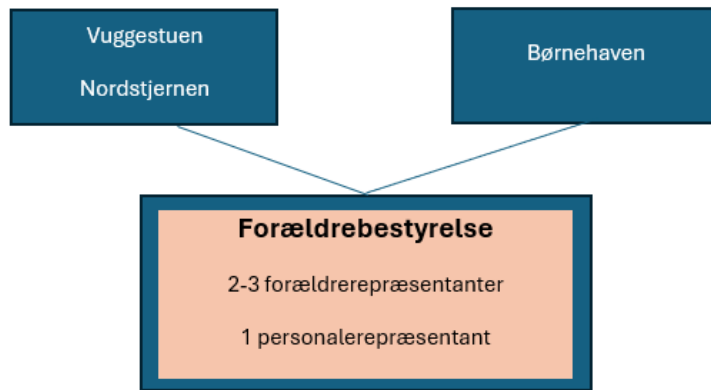 Vuggestuen
Nordstjernen
Børnehaven
Forældrebestyrelse
2-3 forældrerepræsentanter
1 personalerepræsentant